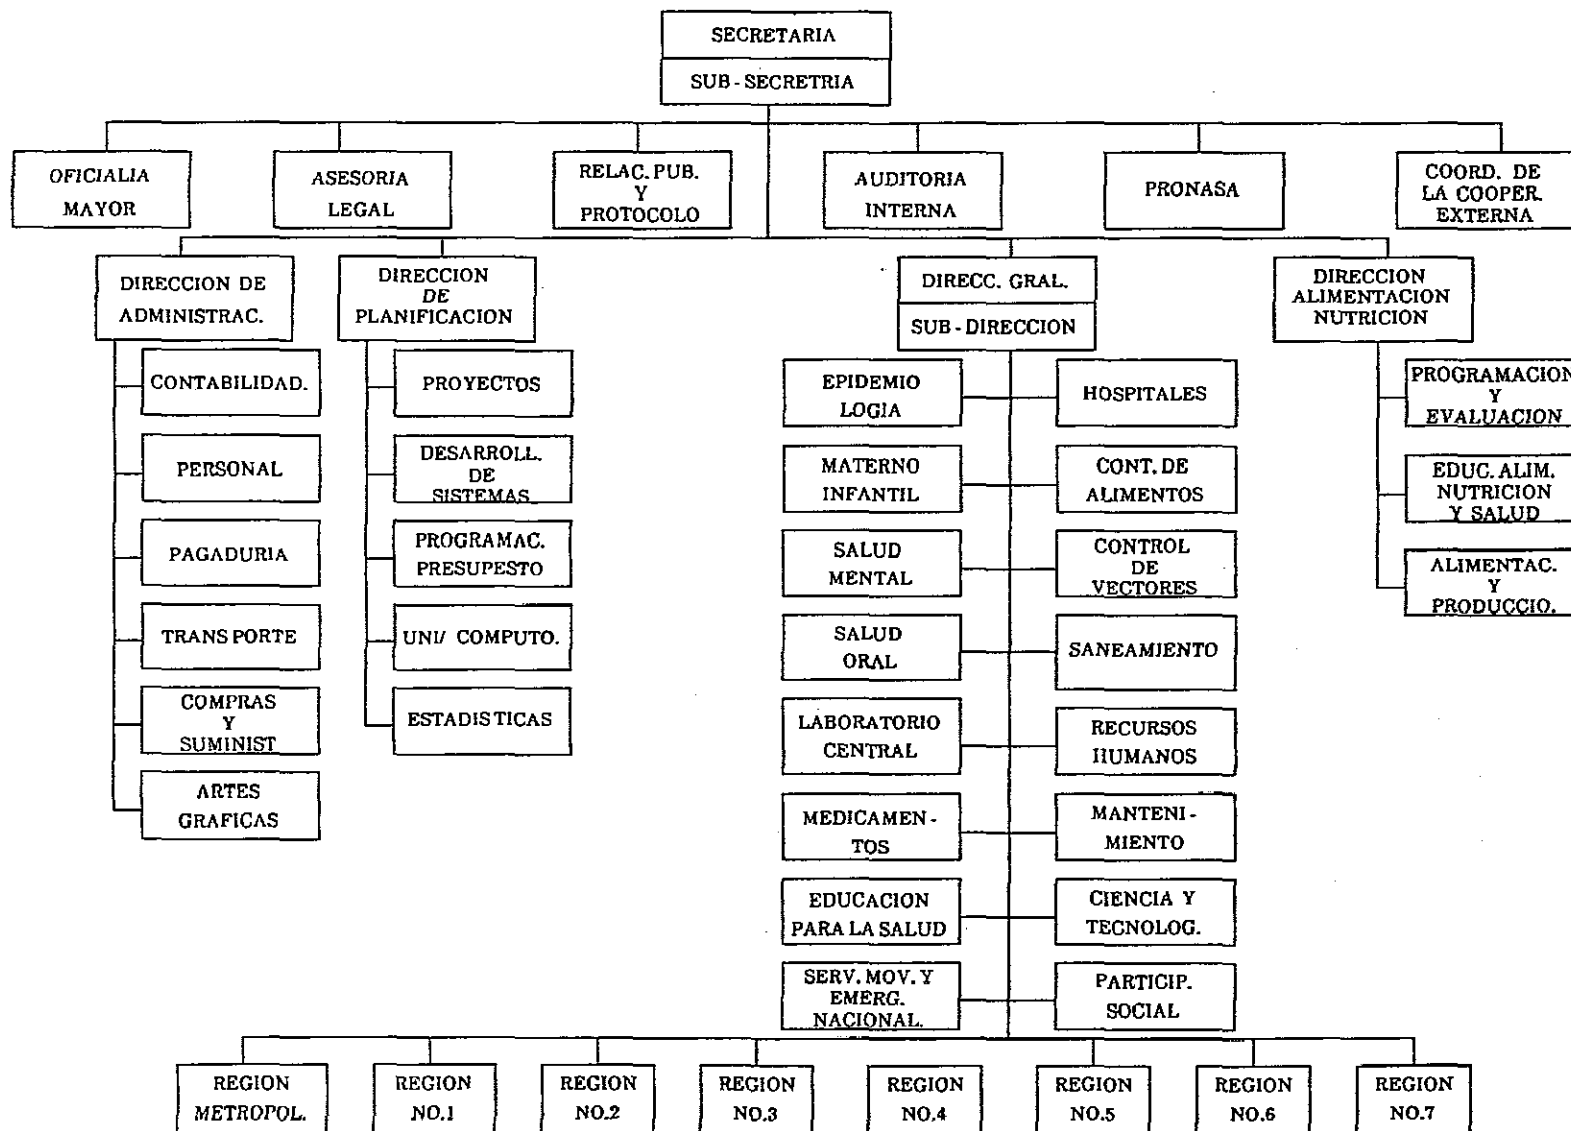 SECRETARIA
SUB-SECRETRIA
OFICIALIA
MAYOR
ASESORIA
LEGAL
RELAC. PUB.
Y
PROTOCOLO
AUDITORIA
INTERNA
PRONASA
COORD. DE
LA COOPER.
EXTERNA
DIRECCION DE
ADMINISTRAC.
DIRECCION
DE
PLANIFICACION
DIRECC. GRAL.
SUB-DIRECCION
DIRECCION
ALIMENTACION
NUTRICION
CONTABILIDAD.
PERSONAL
PAGADURIA
TRANSPORTE
COMPRAS
Y
SUMINIST
ARTES
GRAFICAS
PROYECTOS
DESARROLL.
DE
SISTEMAS
PROGRAMAC.
PRESUPESTO
UNI/ COMPUTO.
ESTADISTICAS
EPIDEMIO
LOGIA
HOSPITALES
MATERNO
INFANTIL
CONT. DE
ALIMENTOS
SALUD
MENTAL
CONTROL
DE
VECTORES
SALUD
ORAL
SANEAMIENTO
LABORATORIO
CENTRAL
RECURSOS
HUMANOS
MEDICAMEN-
TOS
MANTENI-
MIENTO
EDUCACION
PARA LA SALUD
CIENCIA Y
TECNOLOG.
SERV. MOV. Y
EMERG.
NACIONAL.
PARTICIP.
SOCIAL
PROGRAMACION
Y
EVALUACION
EDUC. ALIM.
NUTRICION
Y SALUD
ALIMENTAC.
Y
PRODUCCIO.
REGION
METROPOL.
REGION
NO.1
REGION
NO.2
REGION
NO.3
REGION
NO.4
REGION
NO.5
REGION
NO.6
REGION
NO.7